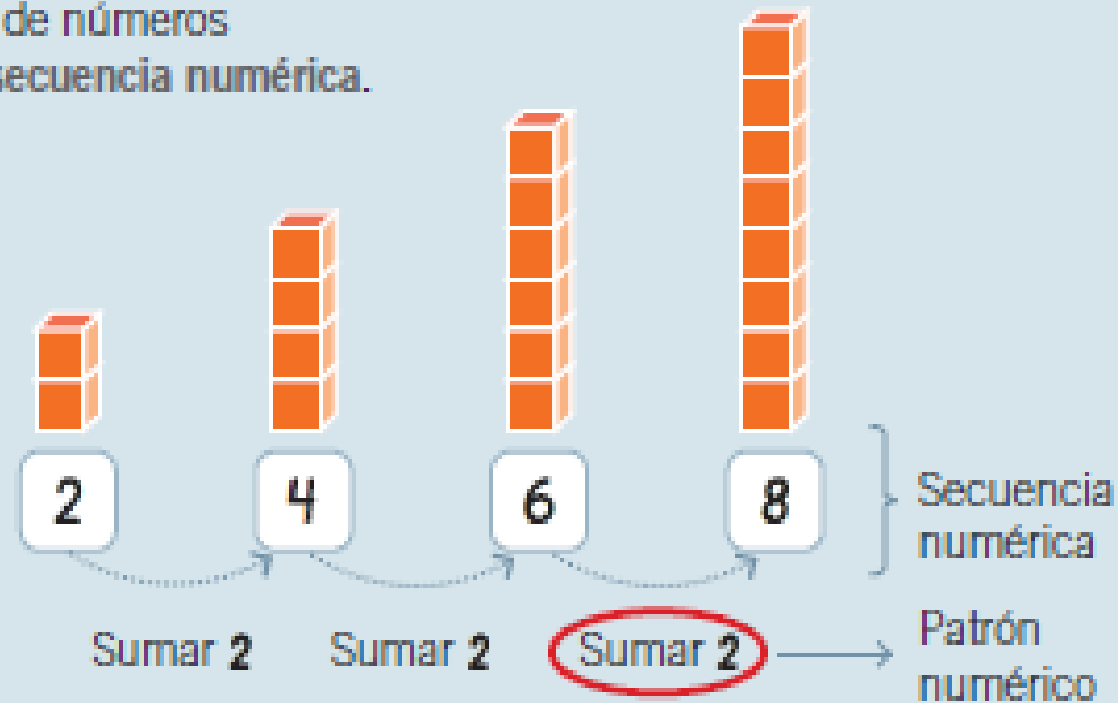 de números
secuencia numérica.
2 4 6 8
Secuencia
numérica
Sumar 2 Sumar 2 Sumar 2
Patrón
numérico